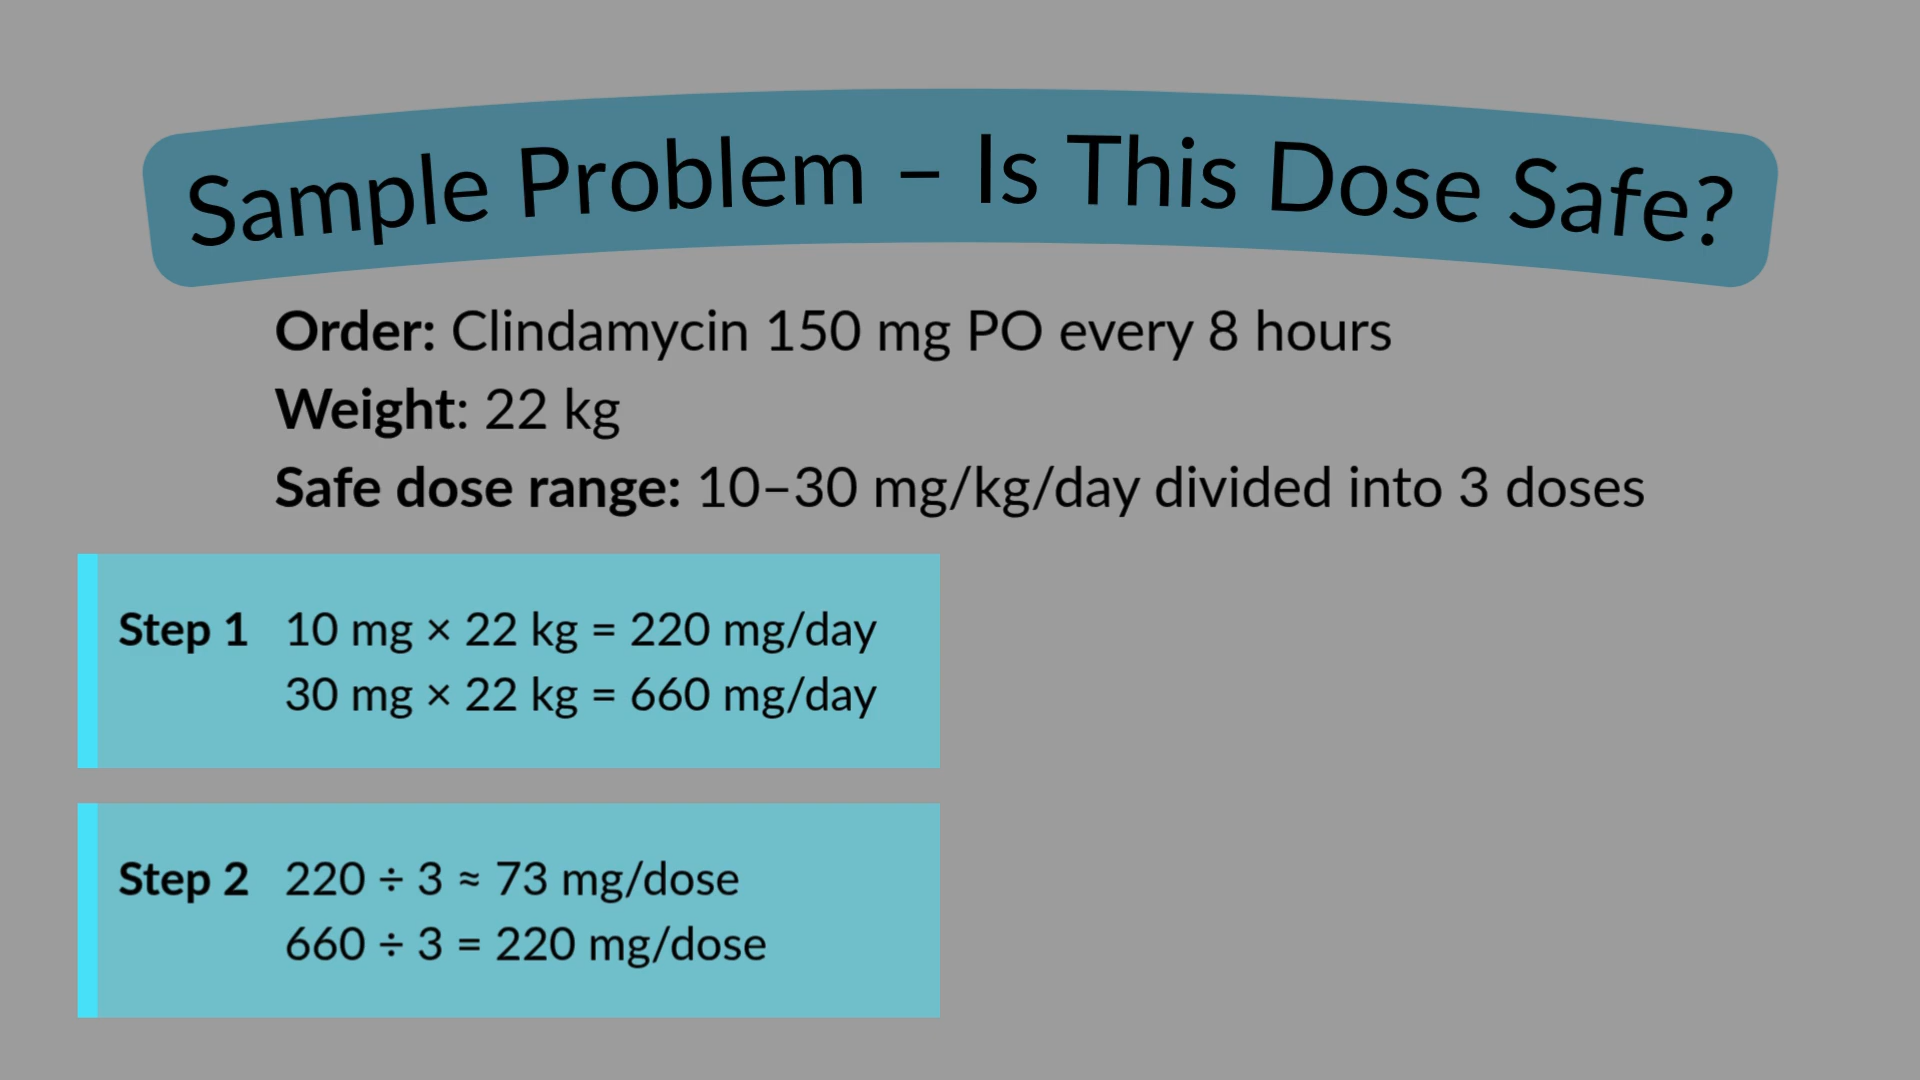 Sample Problem – Is This Dose Safe?
Order: Clindamycin 150 mg PO every 8 hours
Weight: 22 kg
Safe dose range: 10–30 mg/kg/day divided into 3 doses
Step 1 10 mg × 22 kg = 220 mg/day
30 mg × 22 kg = 660 mg/day
Step 2 220 ÷ 3 ≈ 73 mg/dose
660 ÷ 3 = 220 mg/dose